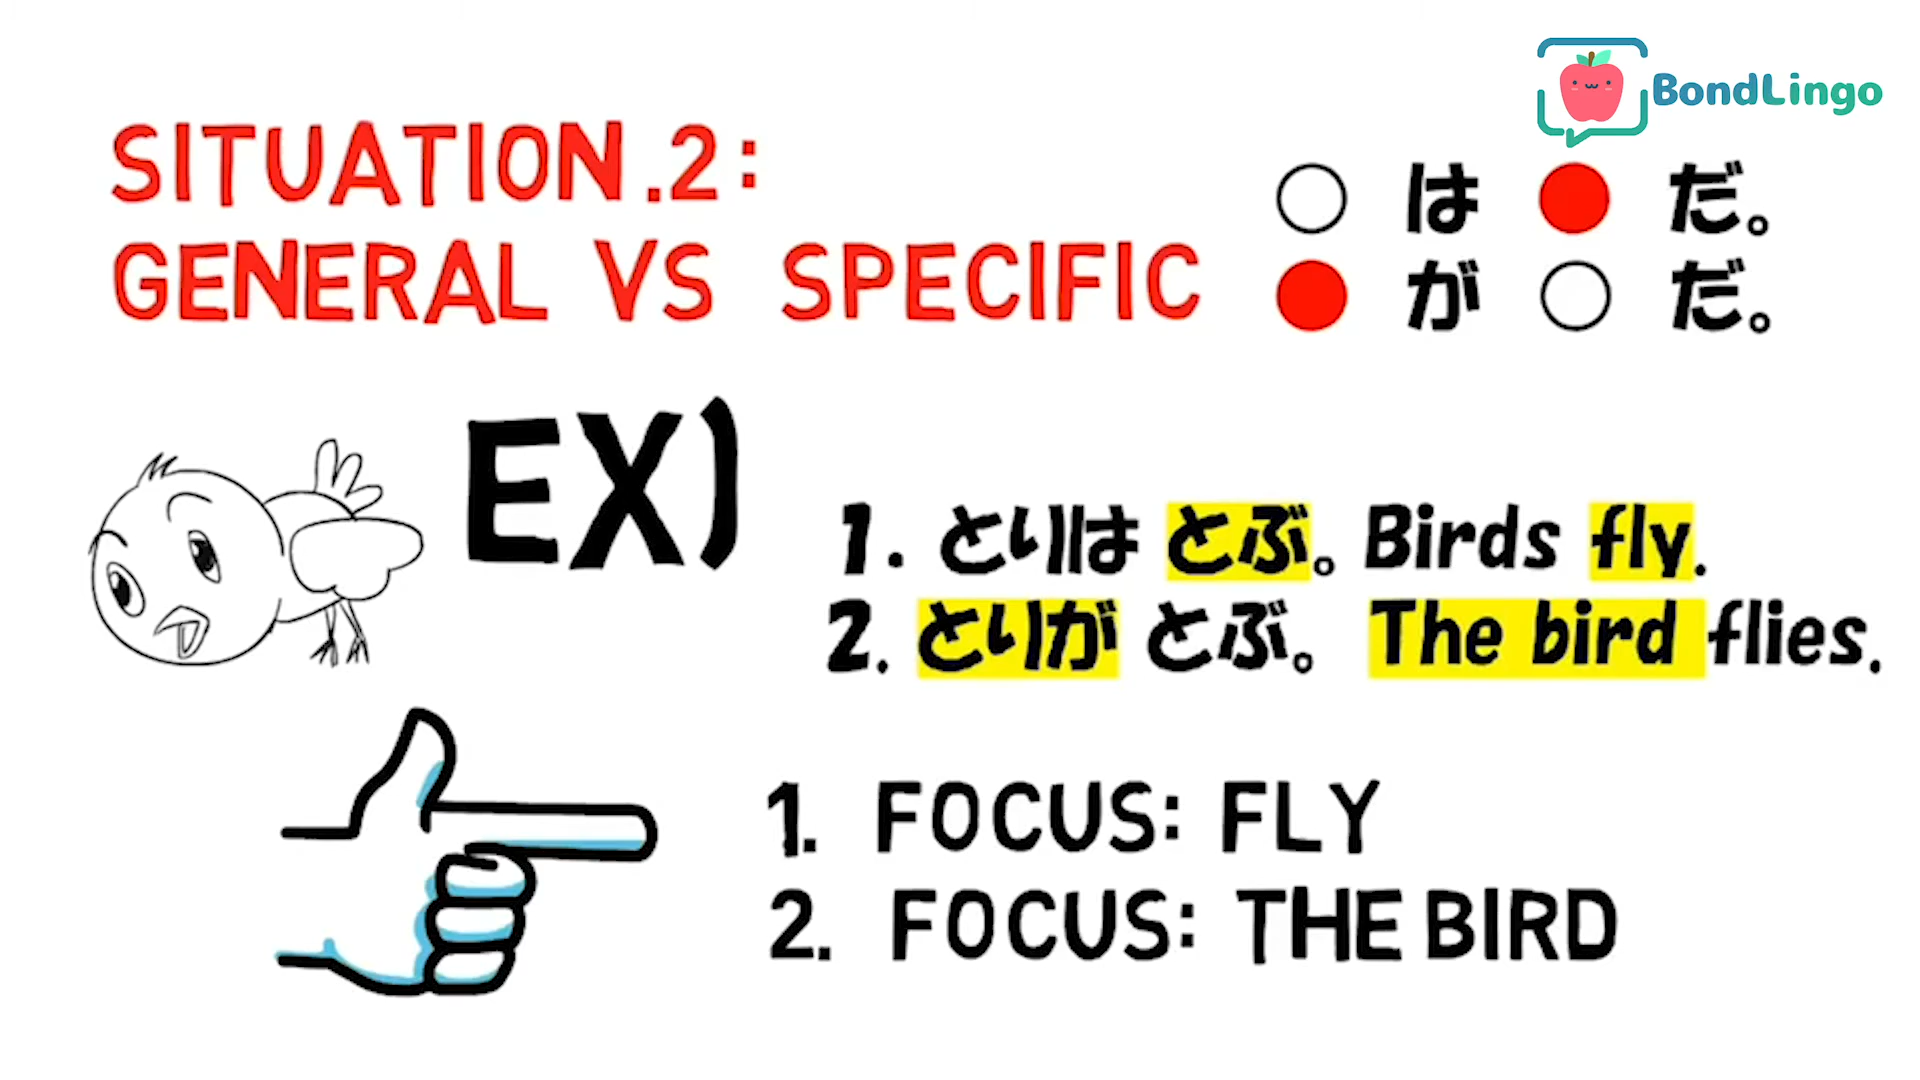 BondLingo
SITUATION.2:
GENERAL VS SPECIFIC
○ は ● だ。
● が ○ だ。
EX)
1. とりは とぶ。 Birds fly.
2. とりが とぶ。 The bird flies.
1. FOCUS: FLY
2. FOCUS: THE BIRD